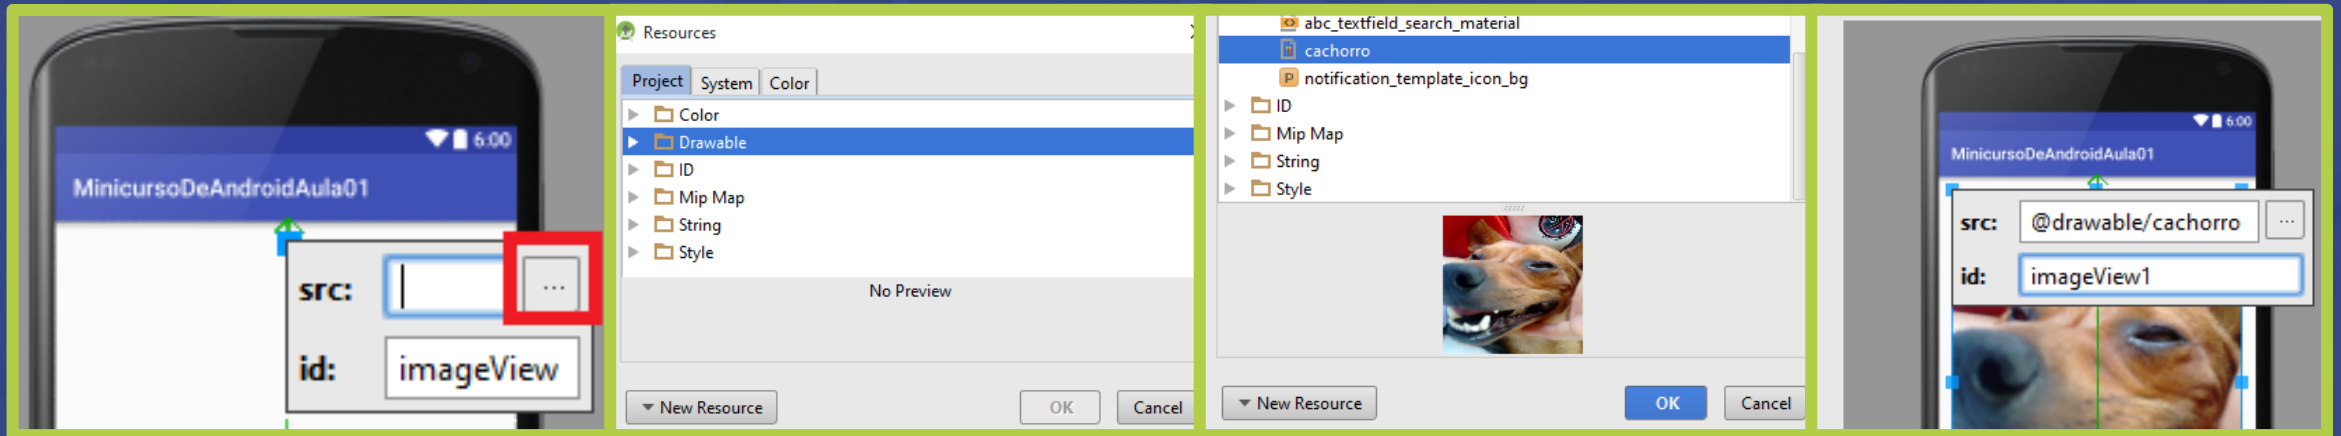 6:00
MinicursoDeAndroidAula01
src:
...
id: imageView
Resources
Project System Color
Color
Drawable
ID
Mip Map
String
Style
No Preview
New Resource OK Cancel
abc_textfield_search_material
cachorro
P notification_template_icon_bg
ID
Mip Map
String
Style
New Resource OK Cancel
6:00
MinicursoDeAndroidAula01
src: @drawable/cachorro ...
id: imageView1